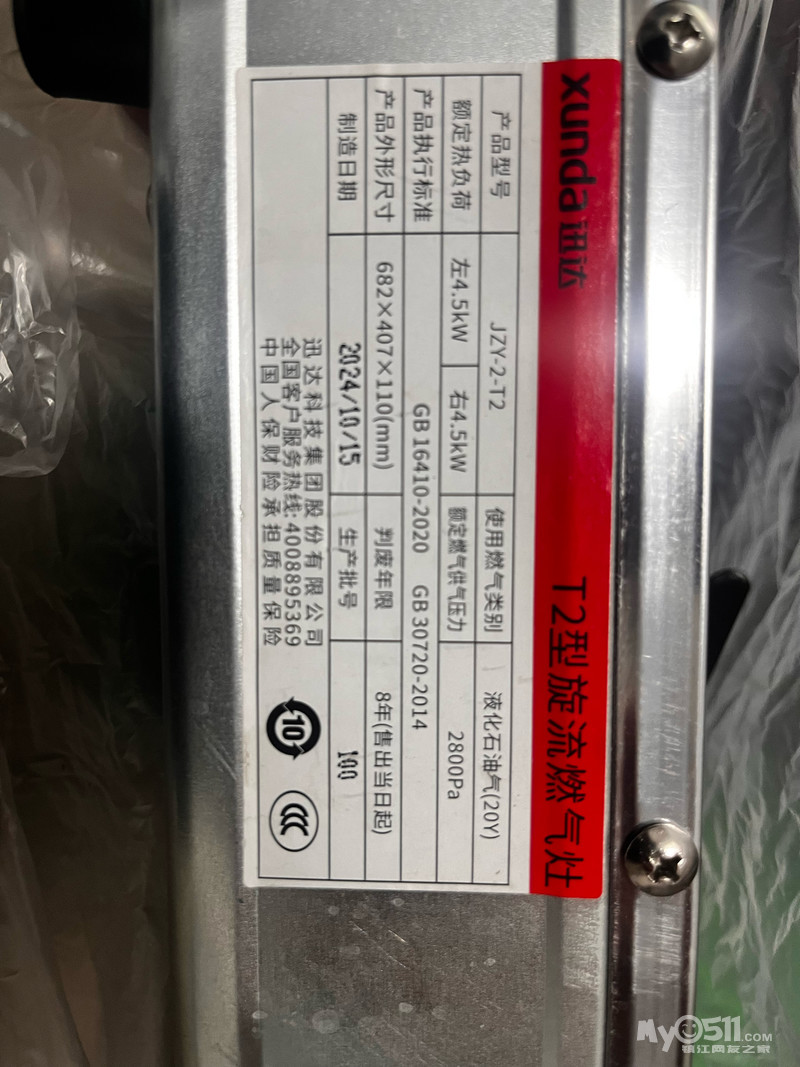 xunda迅达 T2型旋流燃气灶
产品型号 JZY-2-T2 使用燃气类别 液化石油气(20Y)
额定热负荷 左4.5kW 右4.5kW 额定燃气供气压力 2800Pa
产品执行标准 GB 16410-2020 GB 30720-2014
产品外形尺寸 682×407×110(mm) 判废年限 8年(售出当日起)
制造日期 2024/10/15 生产批号 100
迅达科技集团股份有限公司
全国客户服务热线:4008895369
中国人保财险承担质量保险
10
CCC
My0511.COM
镇江网友之家